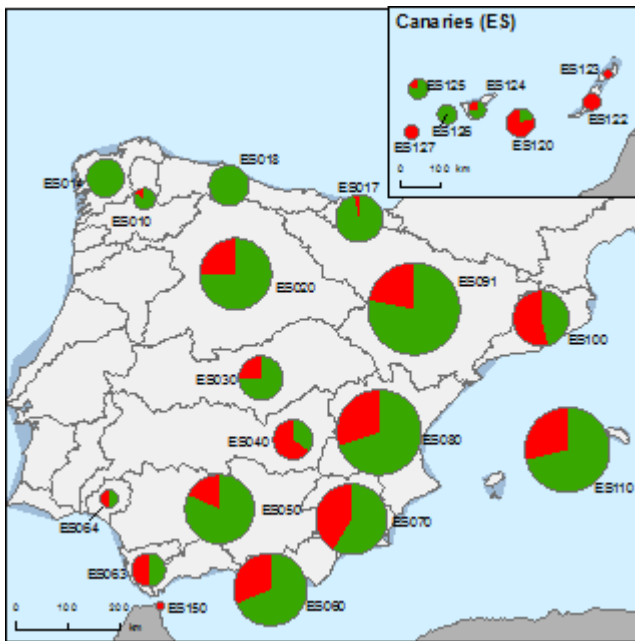 Canaries (ES)
ES123
ES125
ES124
ES126
ES122
ES127
ES120
0 100 km
ES018
ES014
ES017
ES010
ES091
ES020
ES100
ES030
ES040
ES080
ES110
ES050
ES064
ES070
ES063
ES060
ES150
0 100 200
km